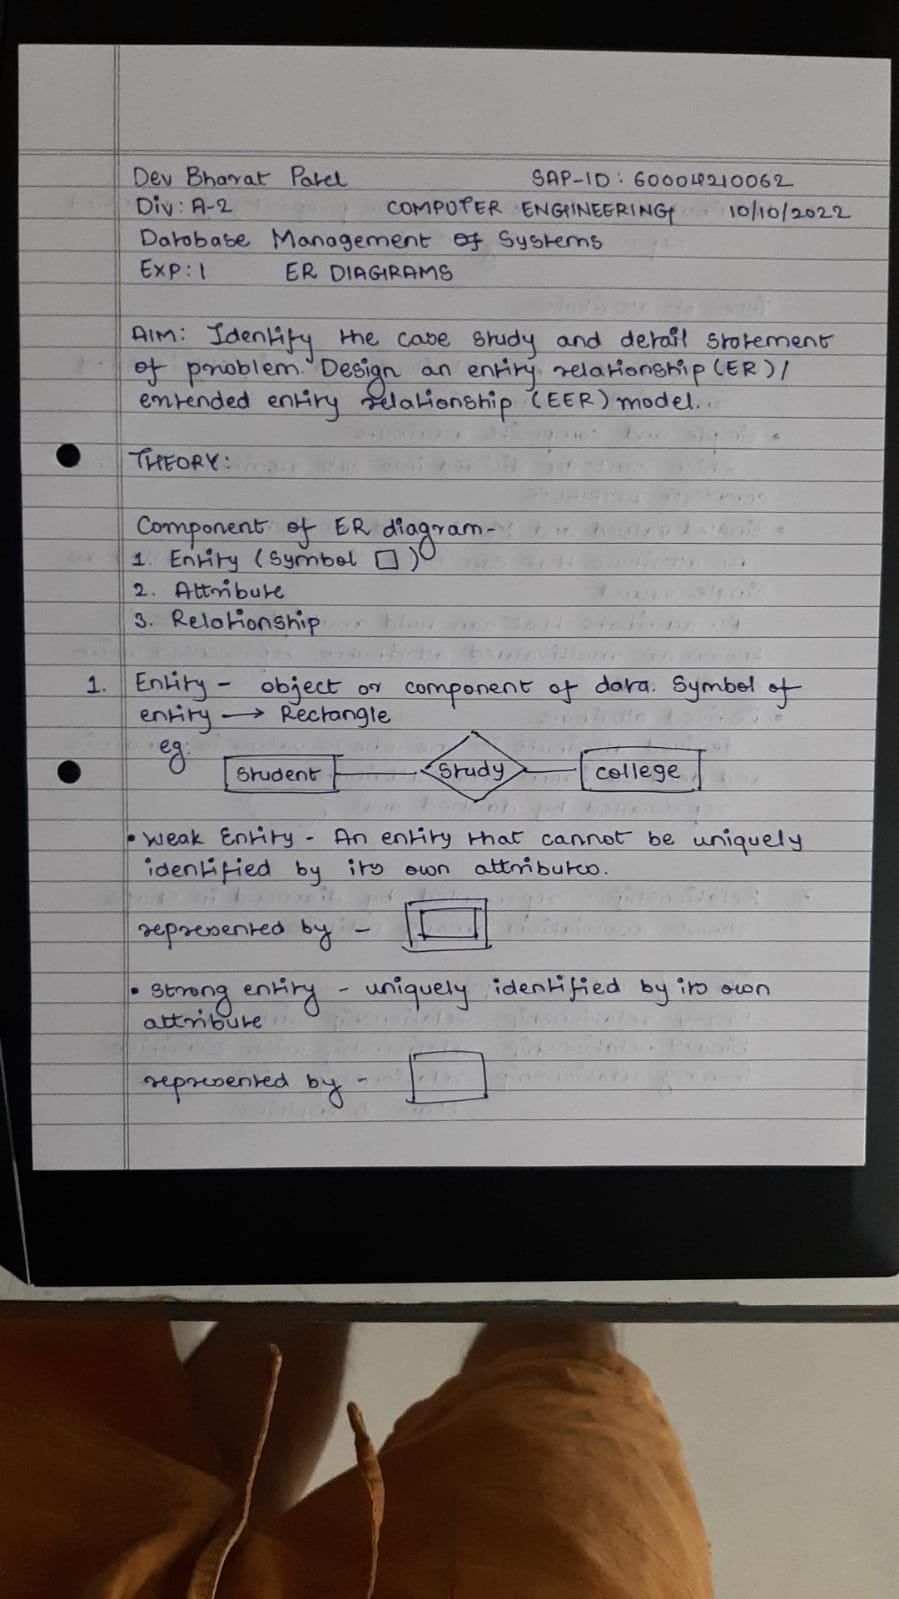 Dev Bharat Patel SAP-ID: 60004210062
Div: A-2 COMPUTER ENGINEERING 10/10/2022
Database Management of Systems
EXP: 1 ER DIAGRAMS
AIM: Identify the case study and detail statement
of problem. Design an entity relationship (ER) /
extended entity relationship (EER) model.
THEORY:
Component of ER diagram-
1. Entity (Symbol □)
2. Attribute
3. Relationship
1. Entity - object or component of data. Symbol of
entity → Rectangle
eg:
Student Study College
• Weak Entity - An entity that cannot be uniquely
identified by its own attributes.
represented by -
• Strong entity - uniquely identified by its own
attribute
represented by -